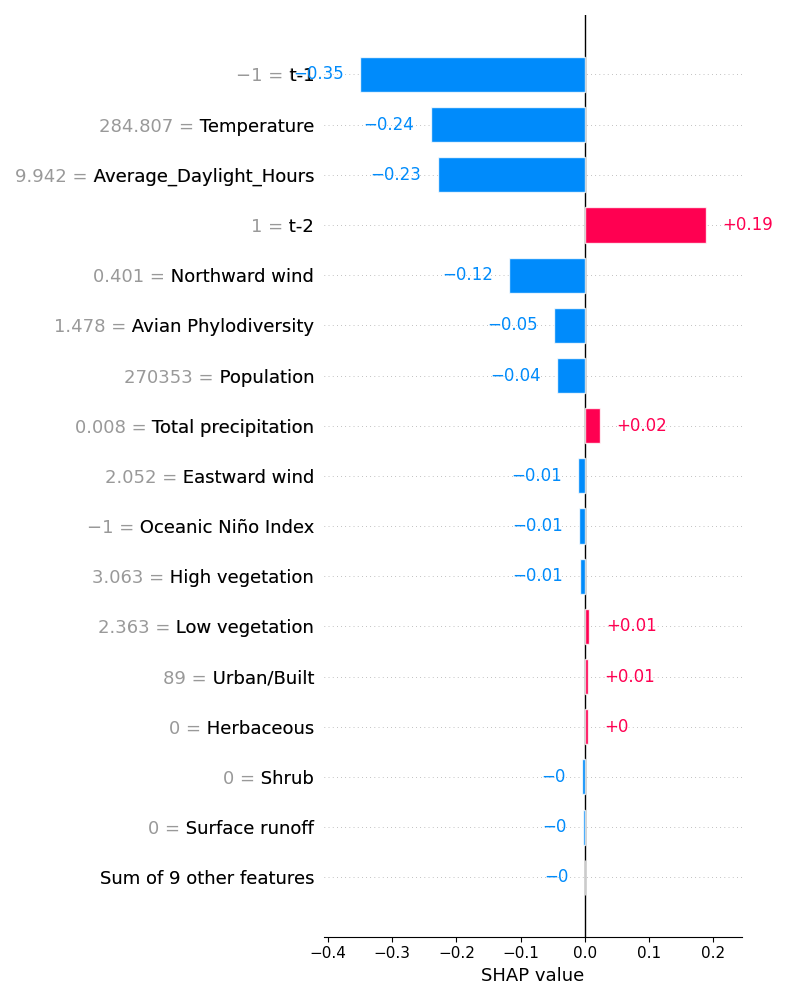 −1 = t-1 −0.35
284.807 = Temperature −0.24
9.942 = Average_Daylight_Hours −0.23
1 = t-2 +0.19
0.401 = Northward wind −0.12
1.478 = Avian Phylodiversity −0.05
270353 = Population −0.04
0.008 = Total precipitation +0.02
2.052 = Eastward wind −0.01
−1 = Oceanic Niño Index −0.01
3.063 = High vegetation −0.01
2.363 = Low vegetation +0.01
89 = Urban/Built +0.01
0 = Herbaceous +0
0 = Shrub −0
0 = Surface runoff −0
Sum of 9 other features −0
−0.4 −0.3 −0.2 −0.1 0.0 0.1 0.2
SHAP value